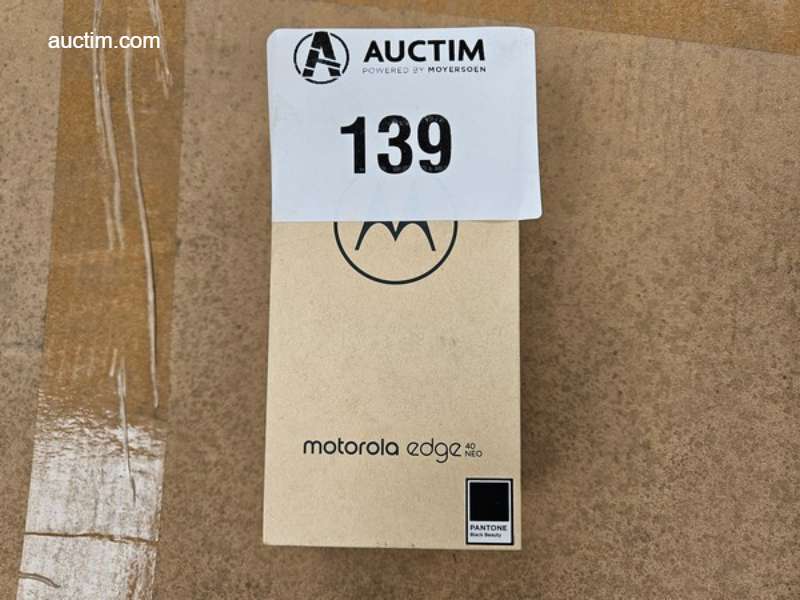 auctim.com
AUCTIM
POWERED BY MOYERSOEN
139
motorola edge 40 NEO
PANTONE
Black Beauty